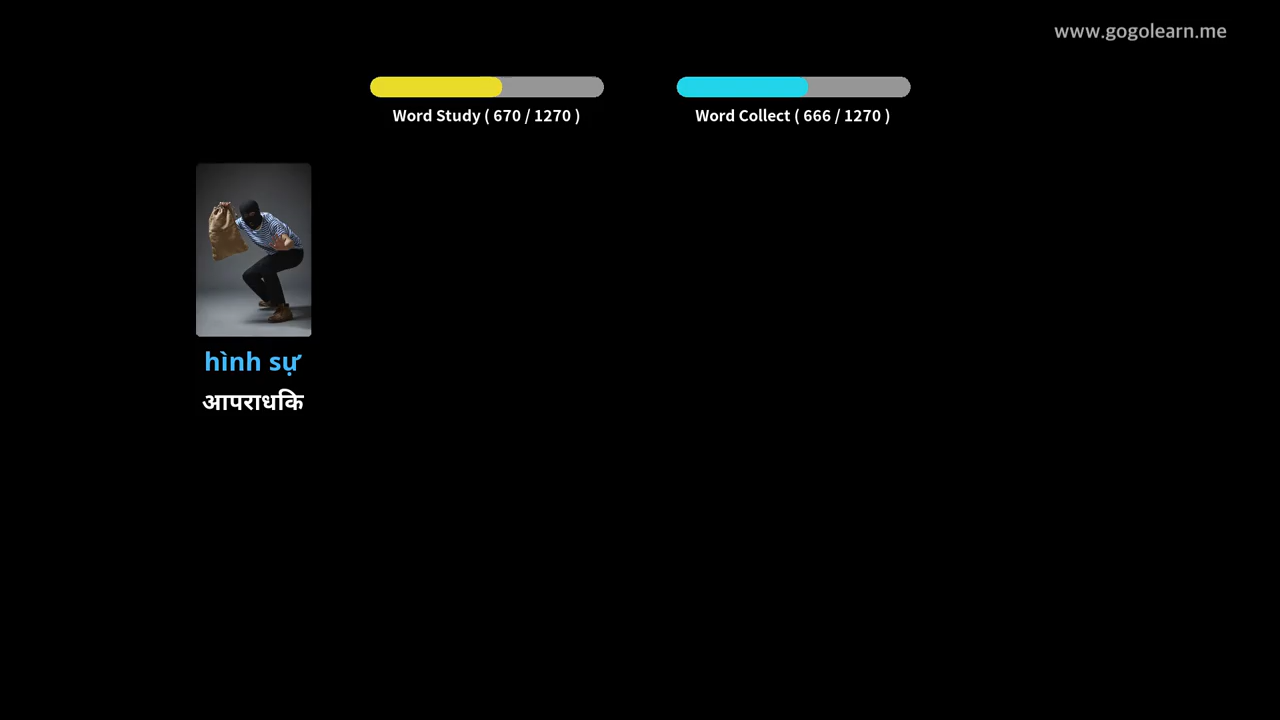 www.gogolearn.me
Word Study ( 670 / 1270 )
Word Collect ( 666 / 1270 )
hình sự
आपराधकि